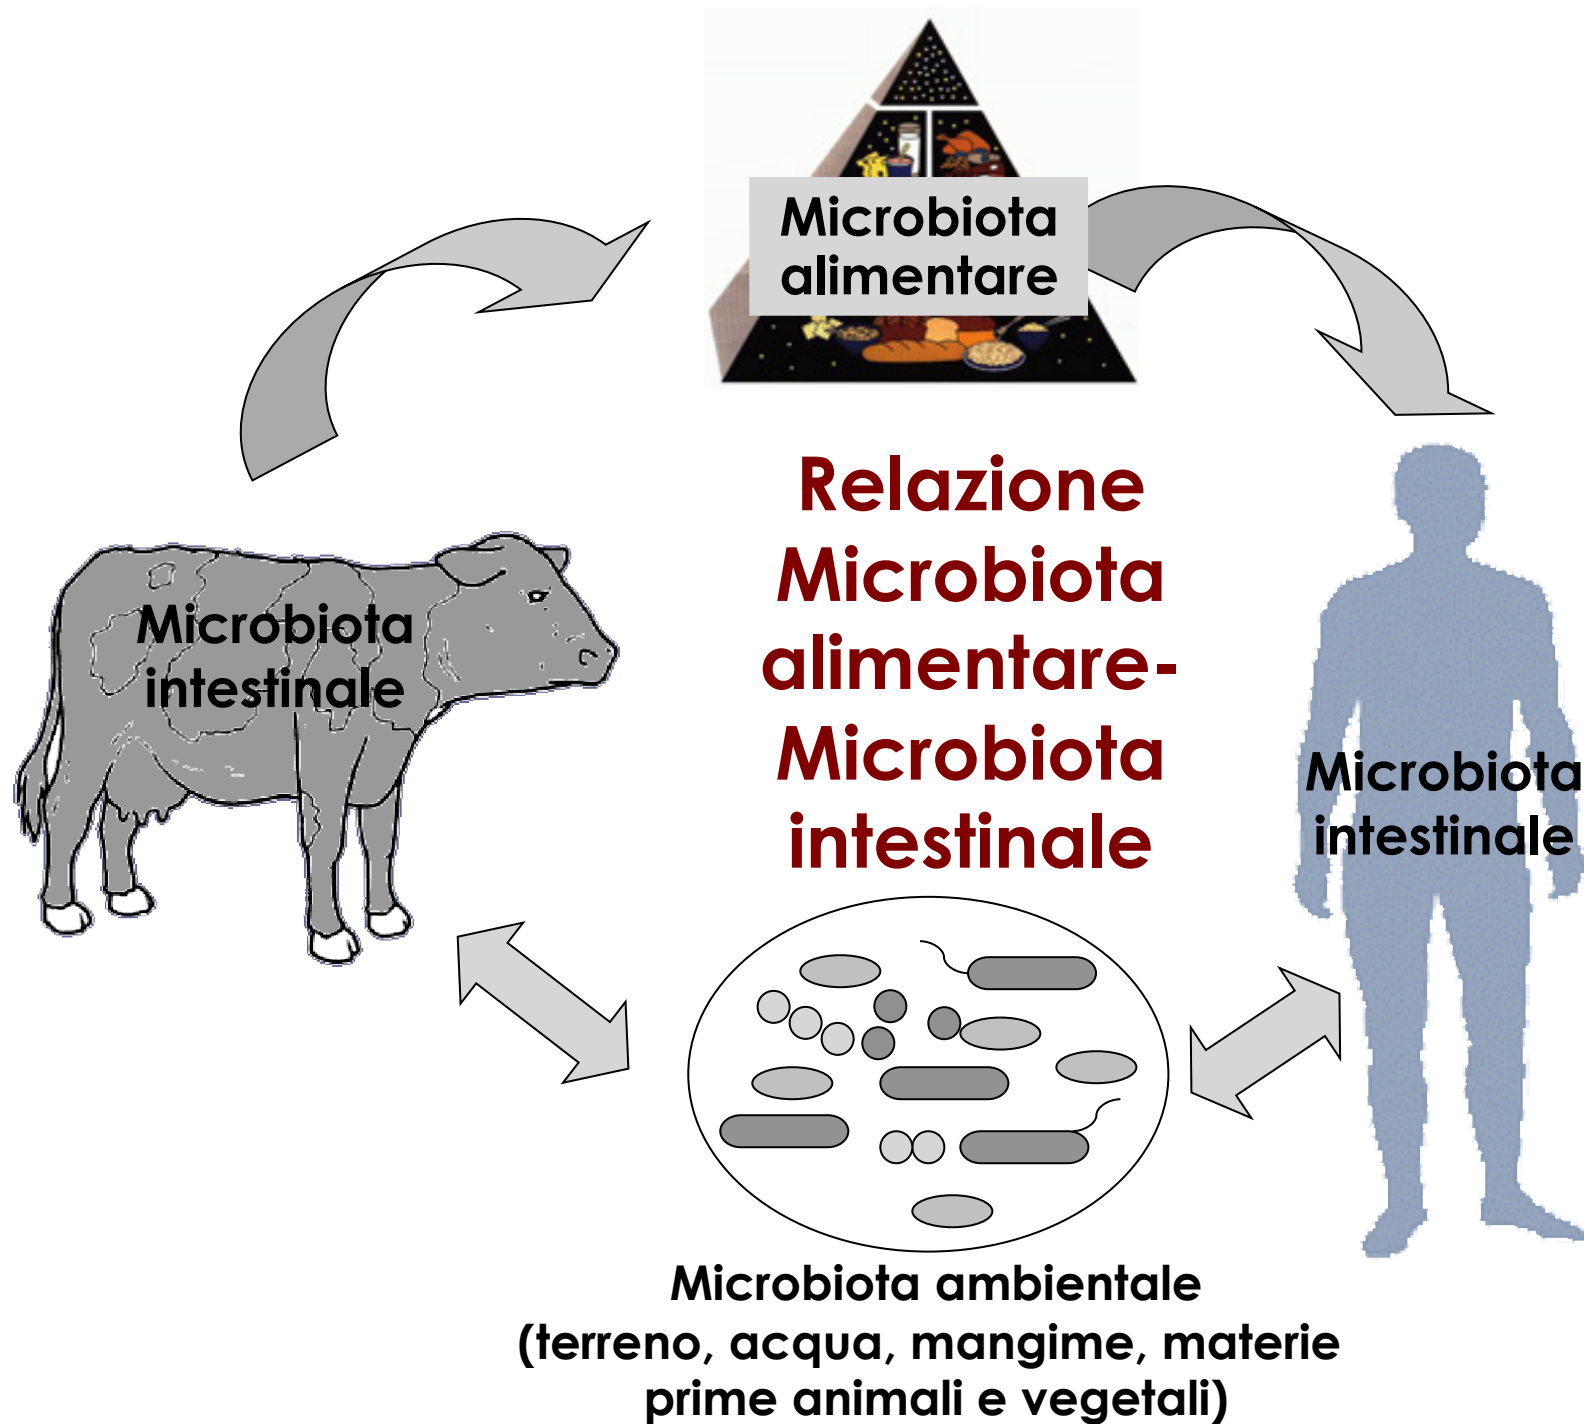 Microbiota
alimentare
Relazione
Microbiota
alimentare-
Microbiota
intestinale
Microbiota
intestinale
Microbiota
intestinale
Microbiota ambientale
(terreno, acqua, mangime, materie
prime animali e vegetali)